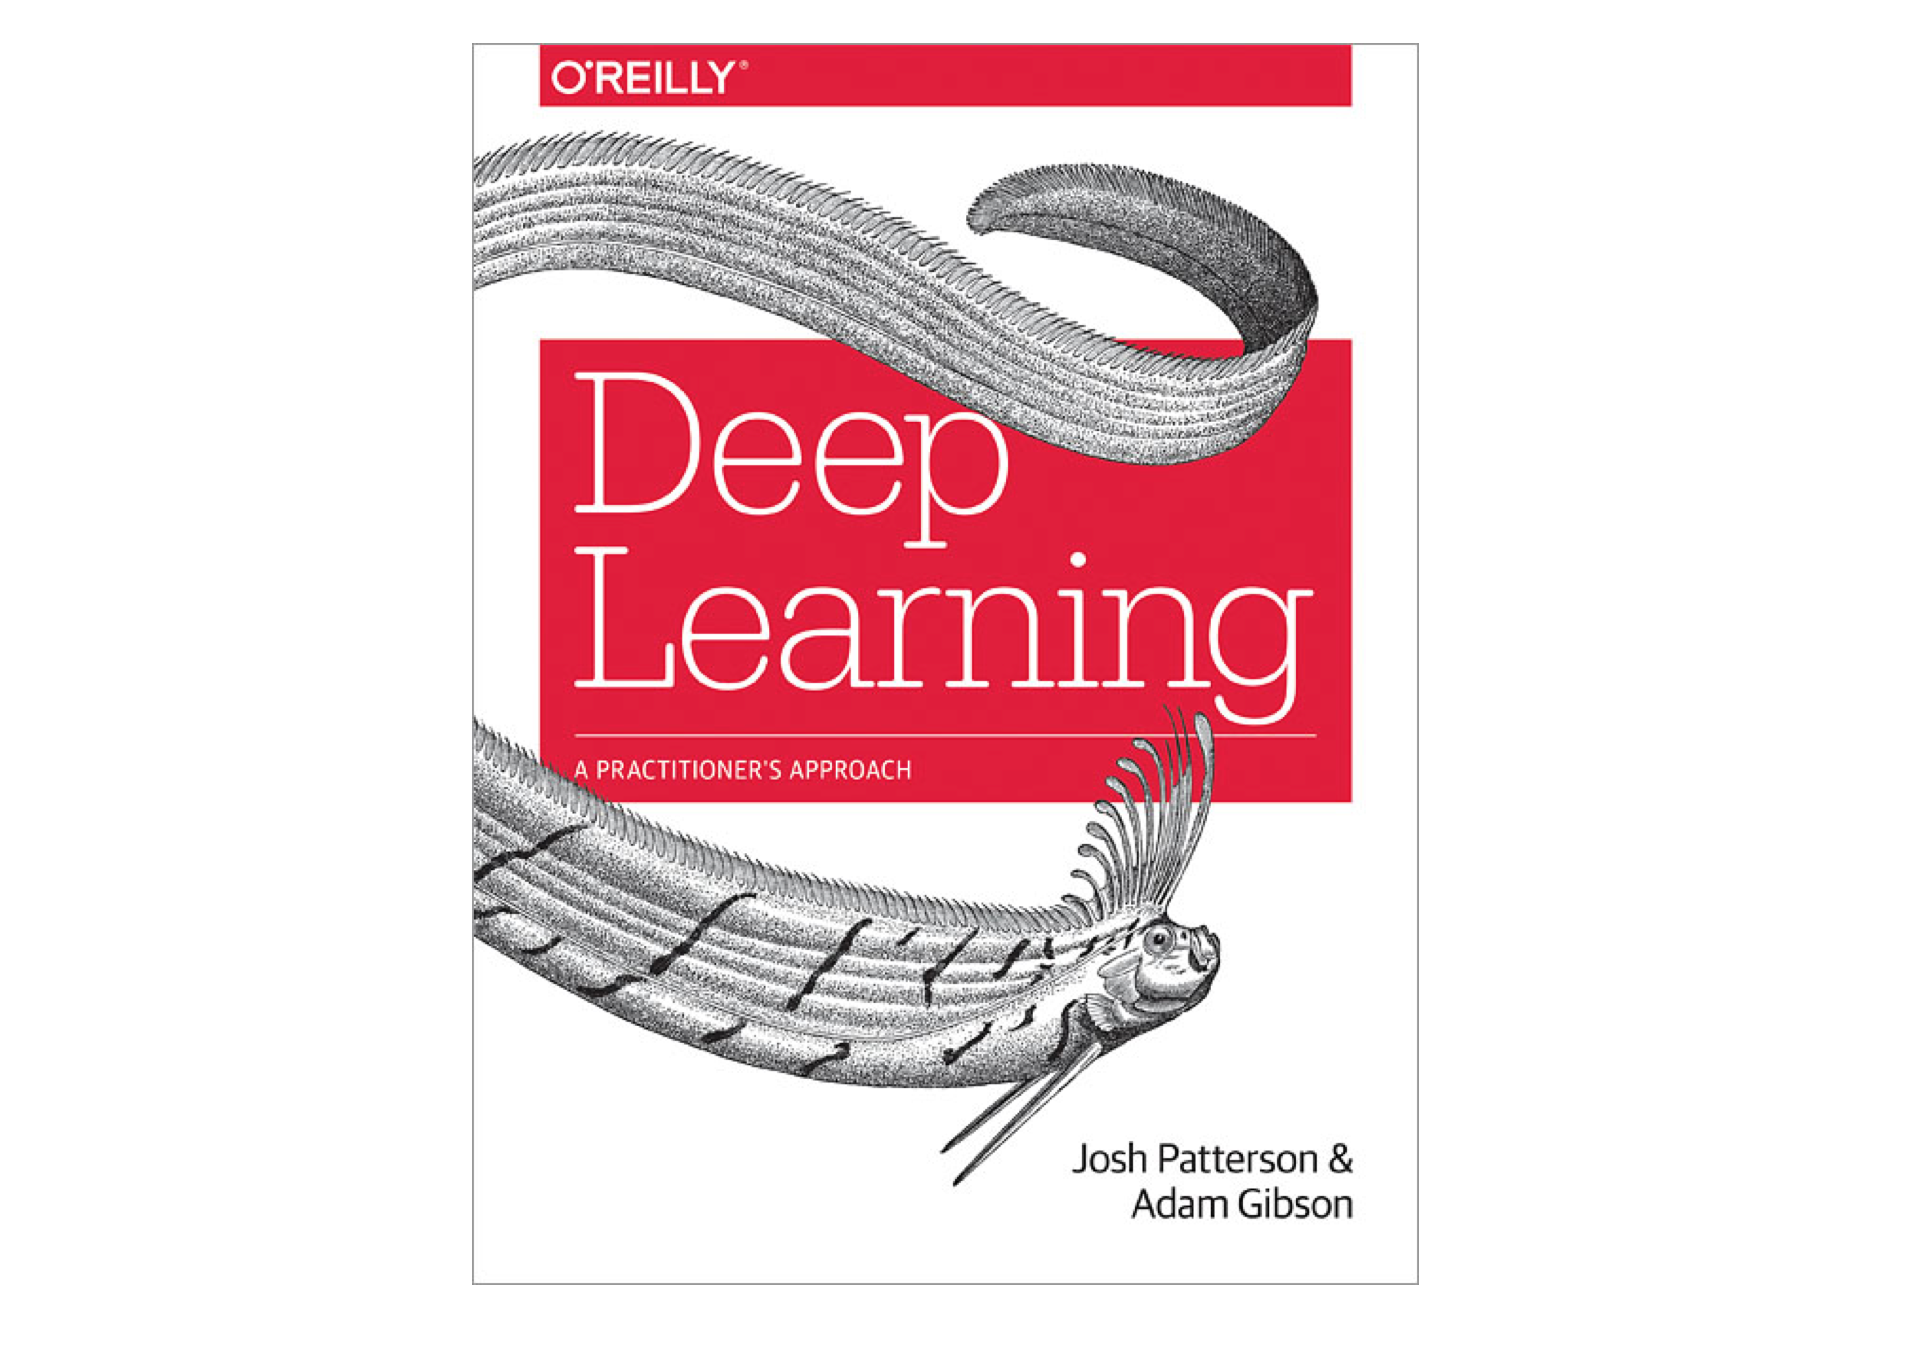 O'REILLY®
Deep
Learning
A PRACTITIONER'S APPROACH
Josh Patterson &
Adam Gibson